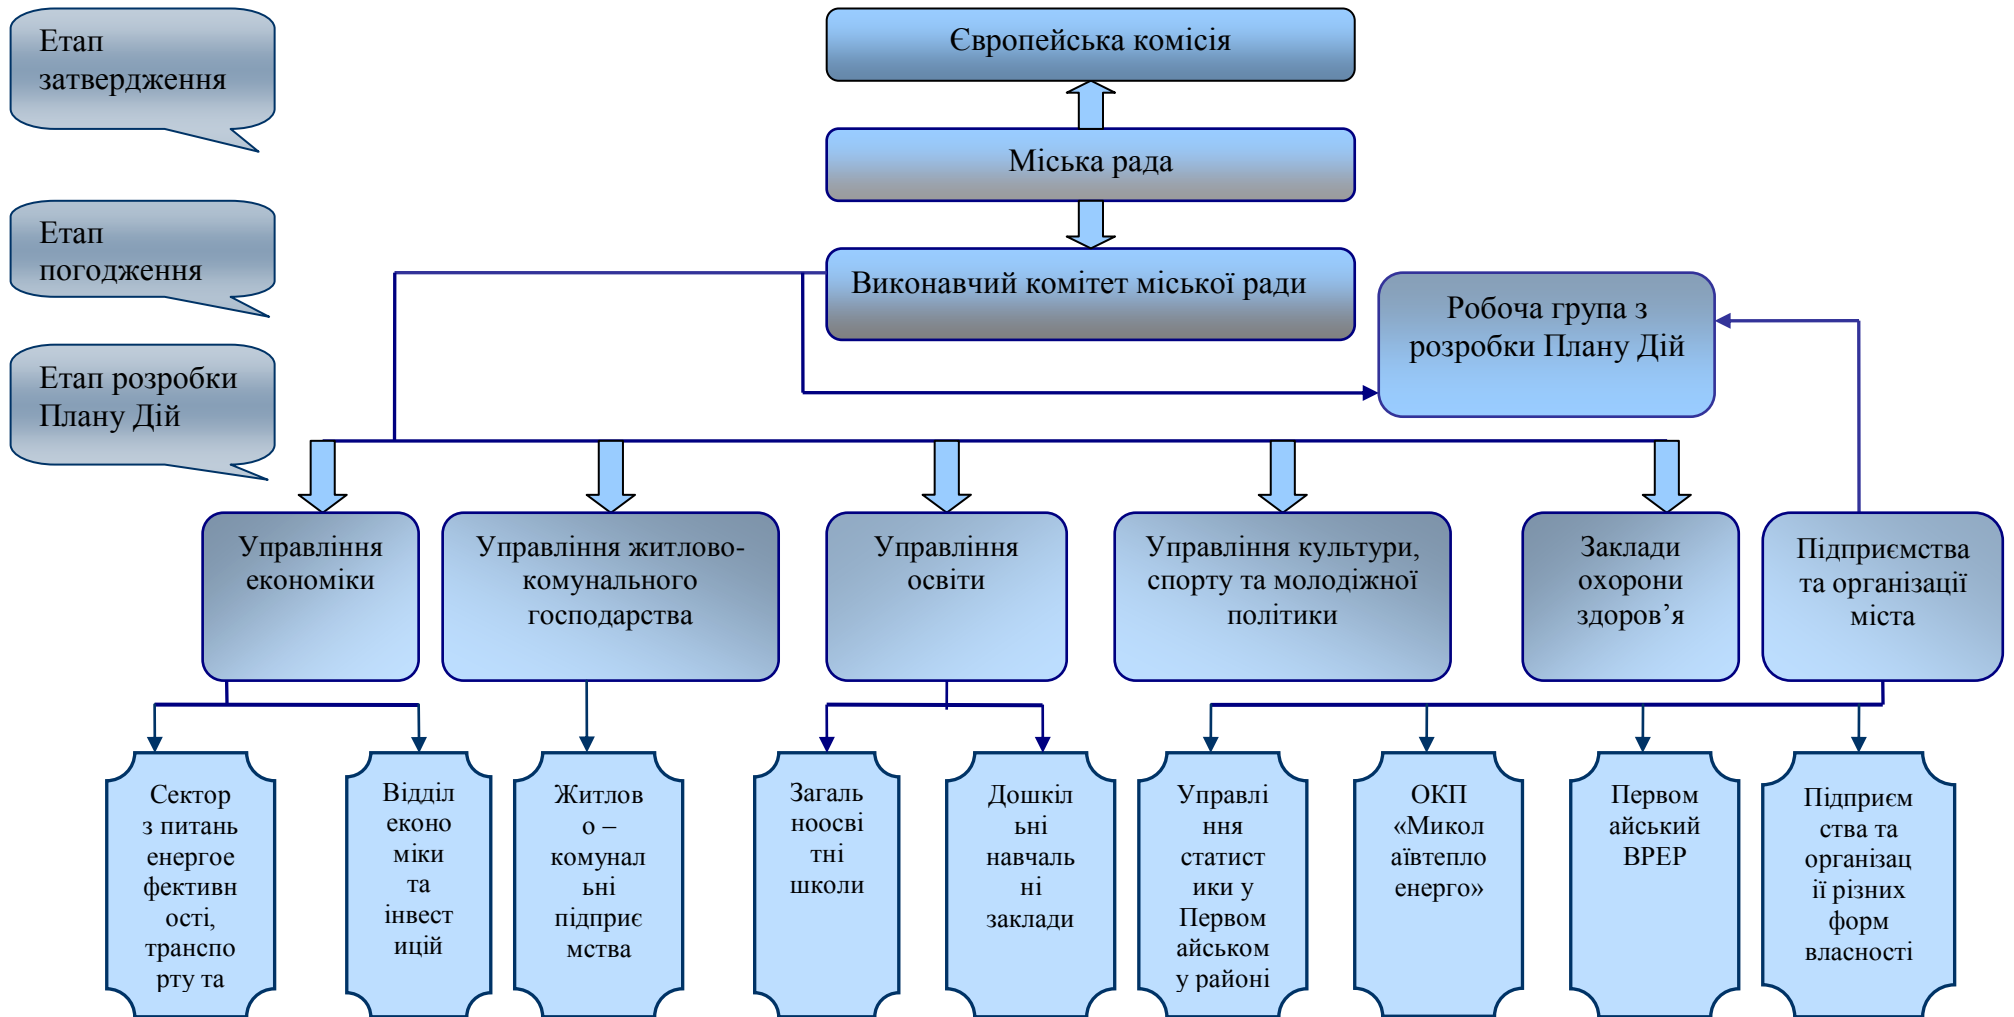 Етап
затвердження
Європейська комісія
Міська рада
Етап
погодження
Виконавчий комітет міської ради
Робоча група з
розробки Плану Дій
Етап розробки
Плану Дій
Управління
економіки
Управління житлово-
комунального
господарства
Управління
освіти
Управління культури,
спорту та молодіжної
політики
Заклади
охорони
здоров’я
Підприємства
та організації
міста
Сектор
з питань
енергое
фективн
ості,
транспо
рту та
Відділ
еконо
міки
та
інвест
ицій
Житлов
о –
комунал
ьні
підприє
мства
Загаль
ноосві
тні
школи
Дошкіл
ьні
навчаль
ні
заклади
Управлі
ння
статист
ики у
Первом
айськом
у районі
ОКП
«Микол
аївтепло
енерго»
Первом
айський
ВРЕР
Підприєм
ства та
організац
ії різних
форм
власності